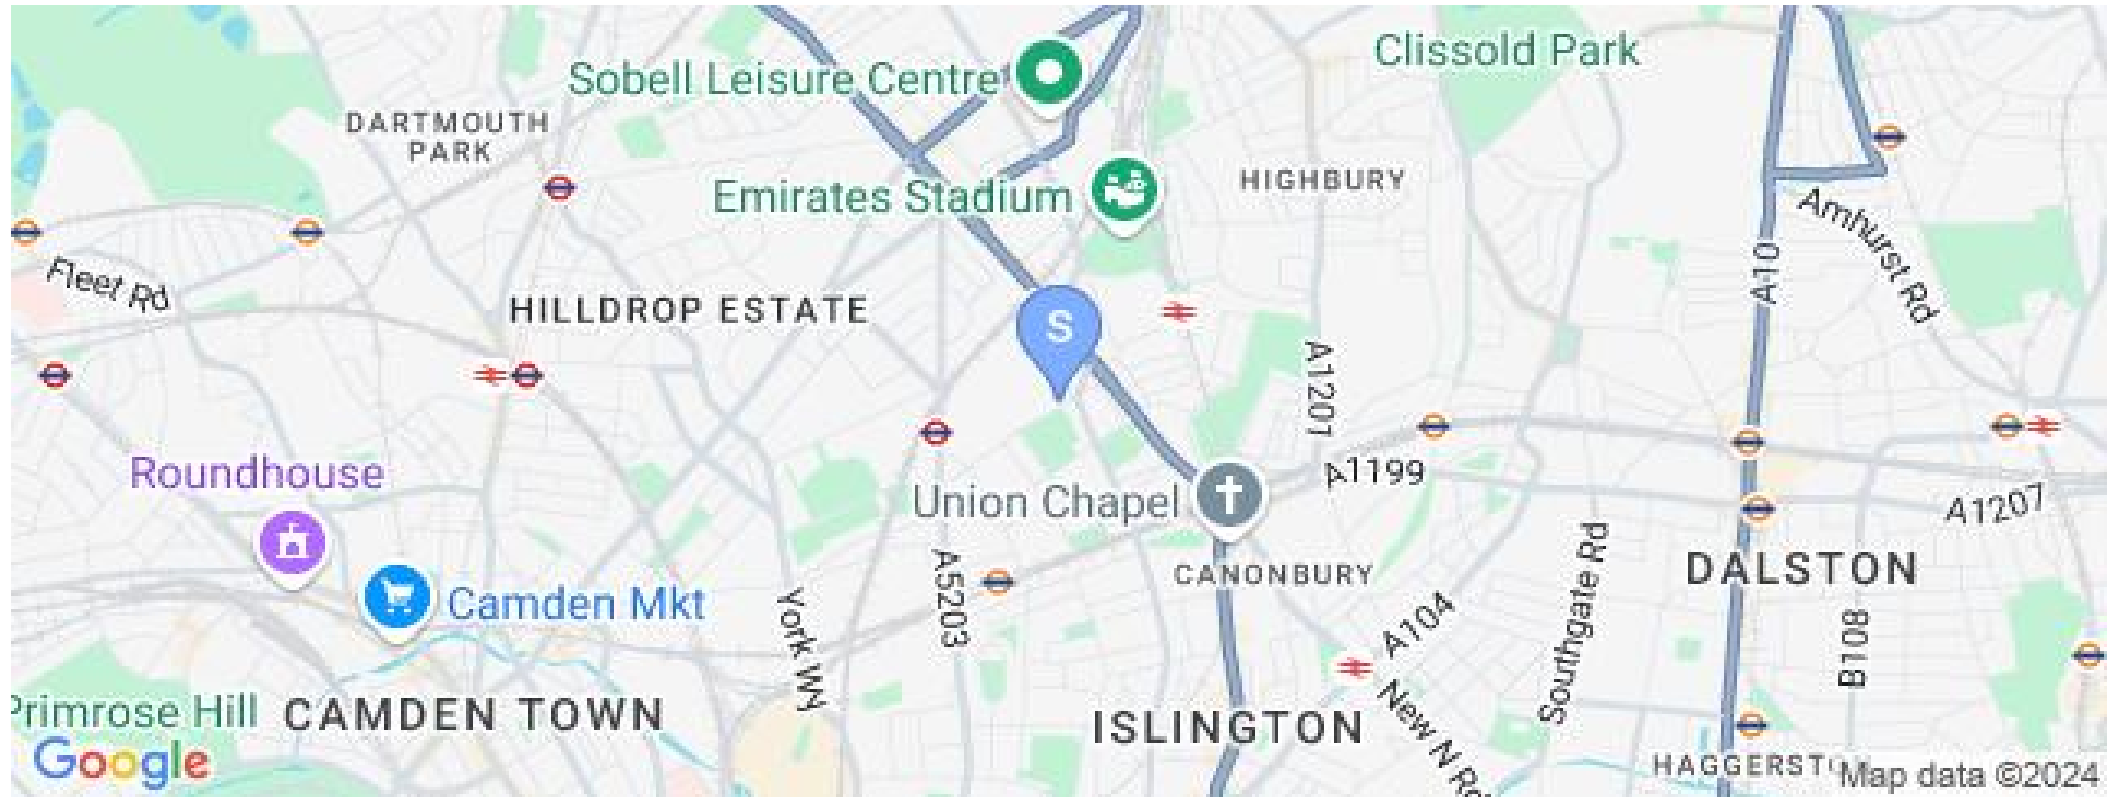 Clissold Park
Sobell Leisure Centre
DARTMOUTH
PARK
HIGHBURY
Emirates Stadium
Amhurst Rd
A10
Fleet Rd
HILLDROP ESTATE
S
A1201
Roundhouse
A1199
Union Chapel
A1207
A5203
CANONBURY
DALSTON
Camden Mkt
York Wy
A104
Southgate Rd
B108
Primrose Hill
CAMDEN TOWN
ISLINGTON
New N Rd
Google
HAGGERSTO
Map data ©2024